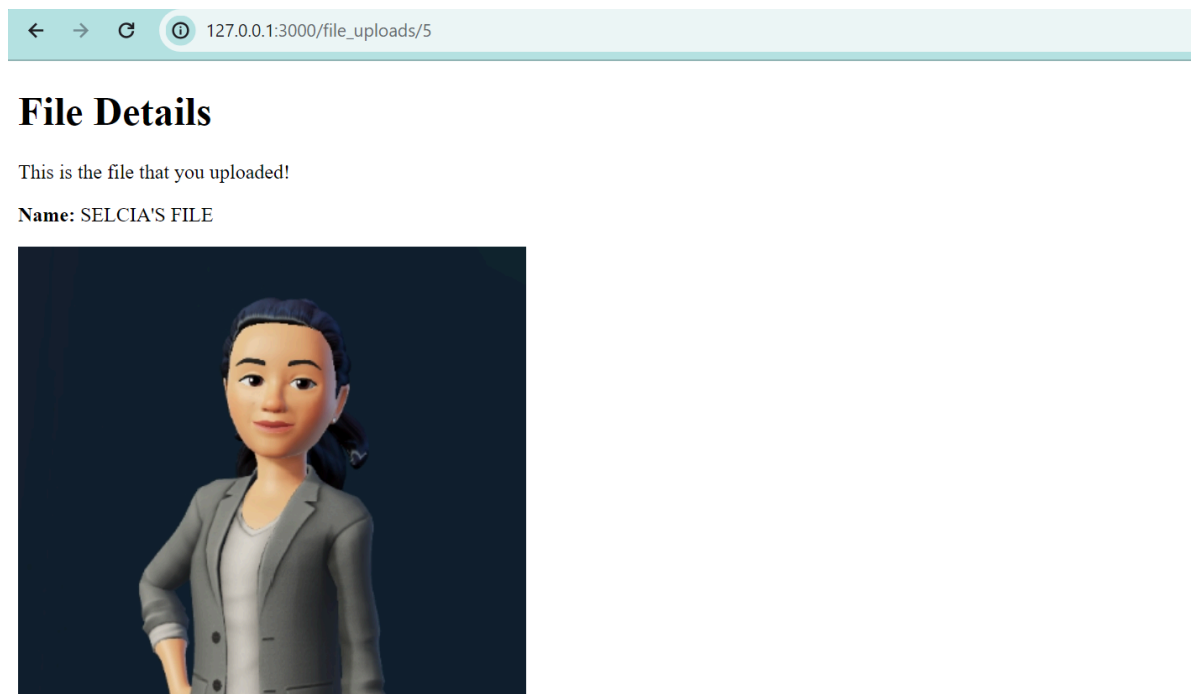 127.0.0.1:3000/file_uploads/5
File Details
This is the file that you uploaded!
Name: SELCIA'S FILE